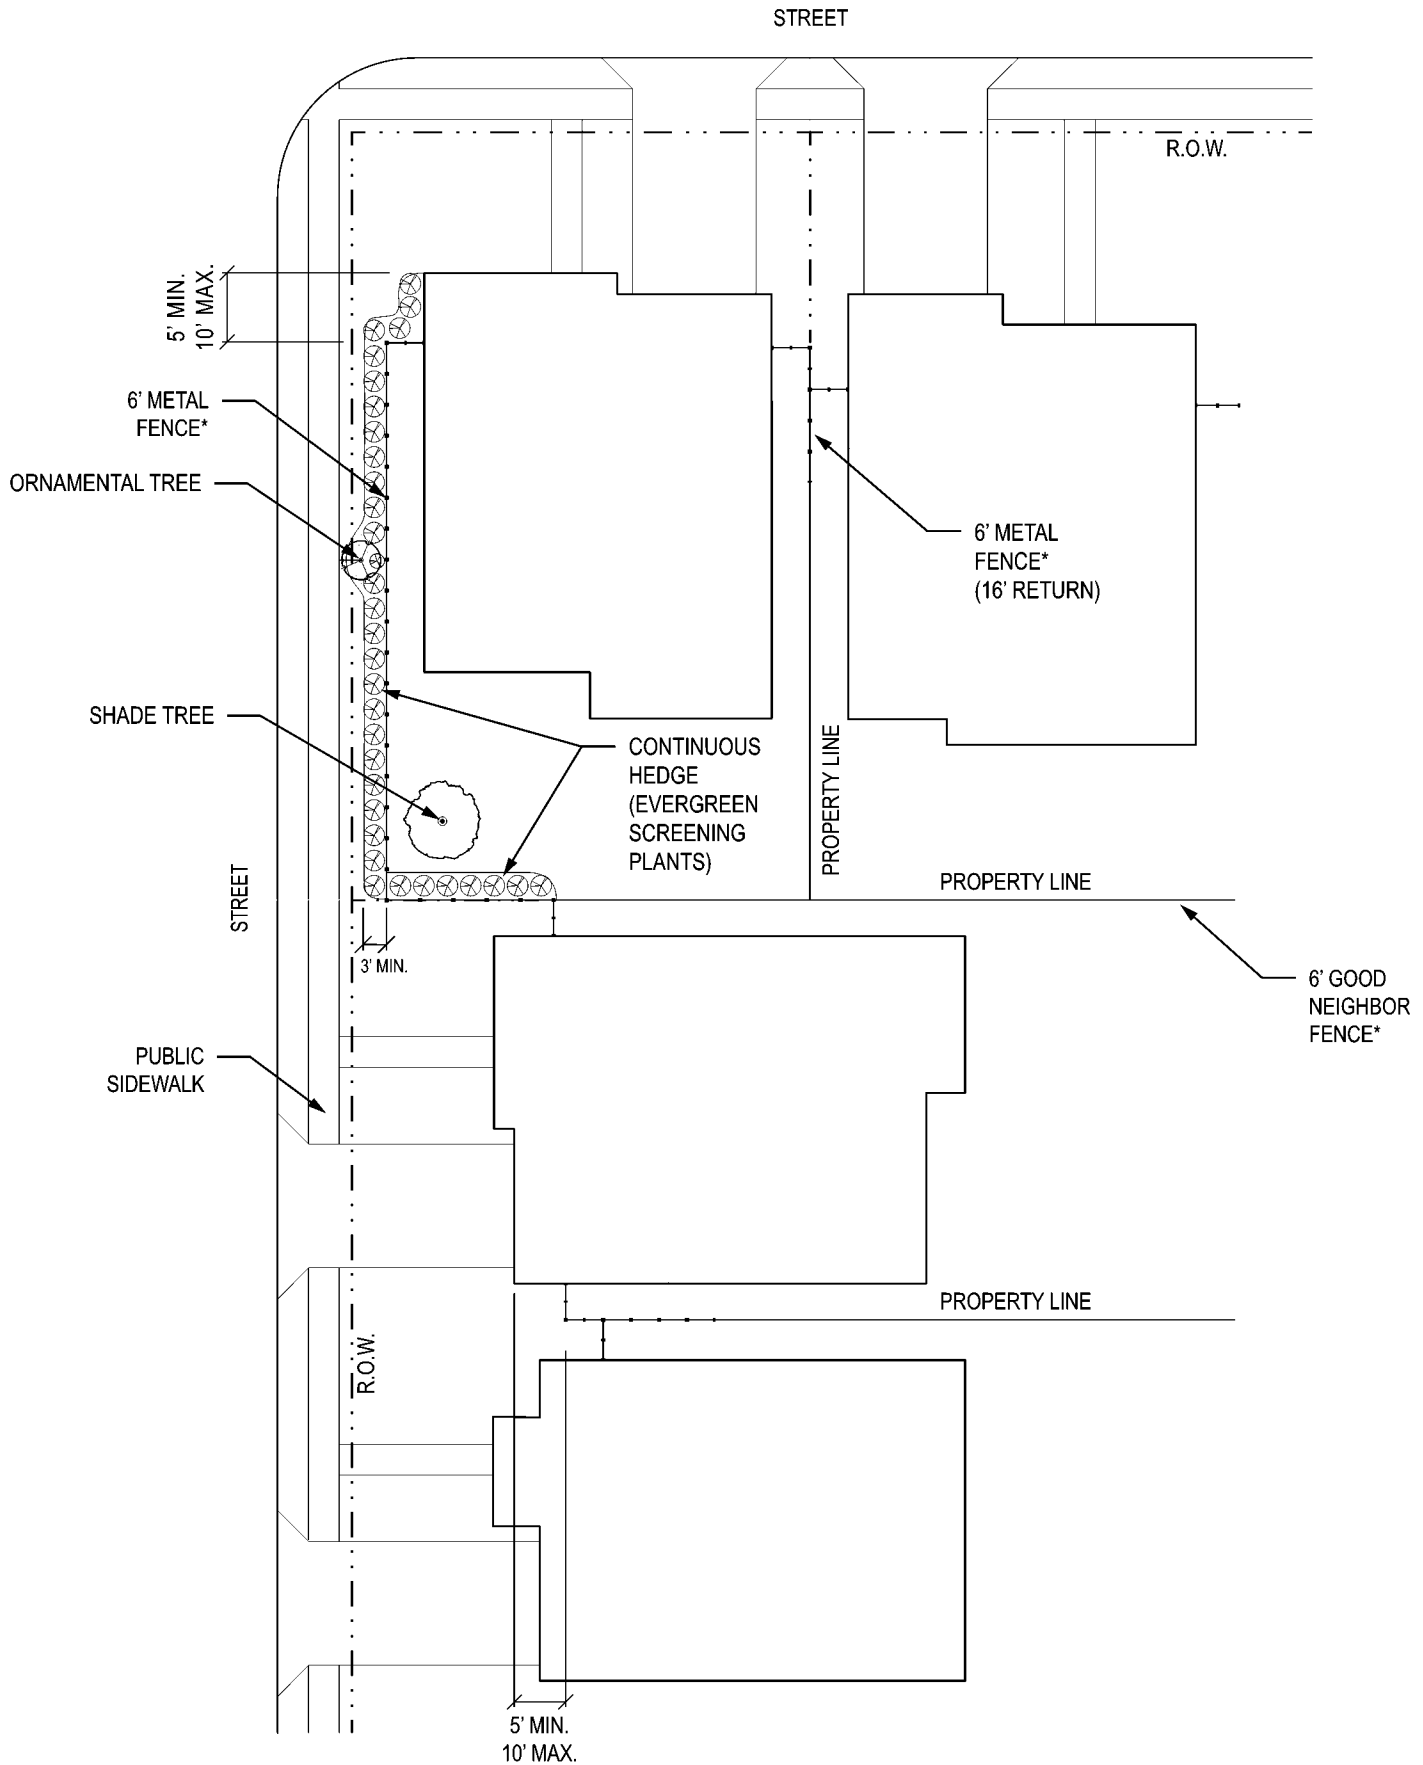 STREET
R.O.W.
5' MIN.
10' MAX.
6' METAL
FENCE*
ORNAMENTAL TREE
6' METAL
FENCE*
(16' RETURN)
SHADE TREE
CONTINUOUS
HEDGE
(EVERGREEN
SCREENING
PLANTS)
PROPERTY LINE
PROPERTY LINE
STREET
3' MIN.
6' GOOD
NEIGHBOR
FENCE*
PUBLIC
SIDEWALK
PROPERTY LINE
R.O.W.
5' MIN.
10' MAX.